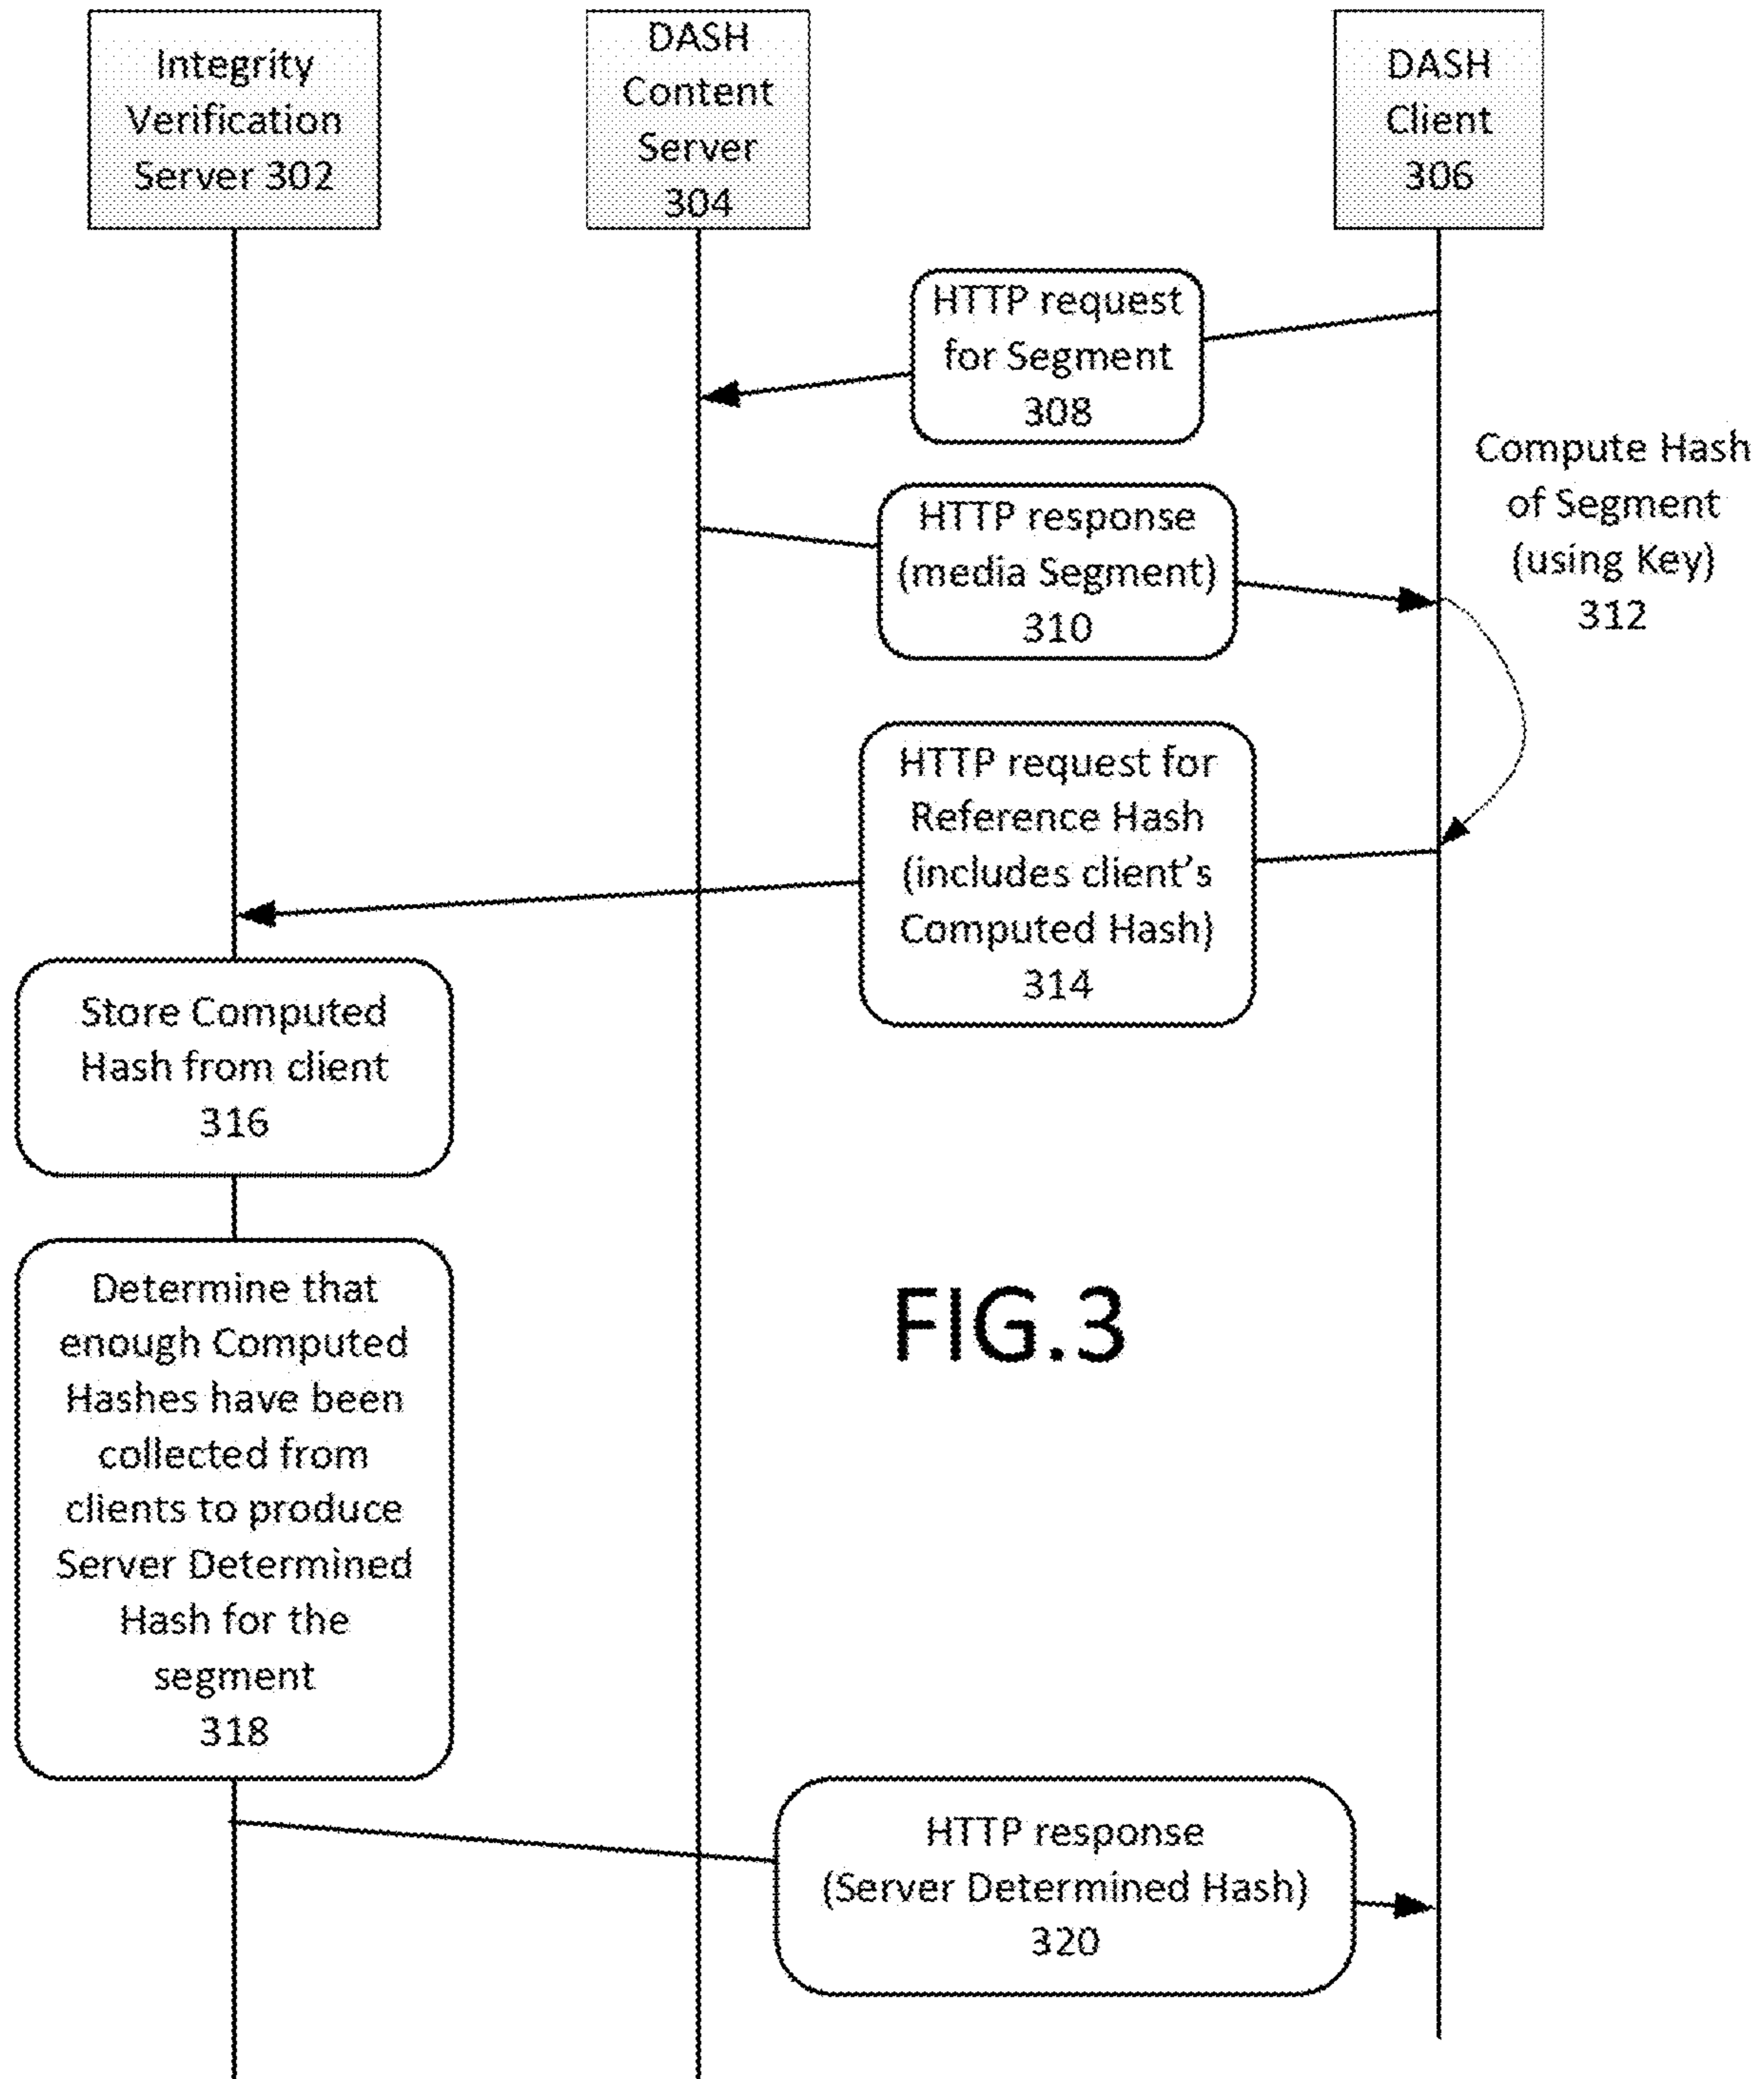 Integrity
Verification
Server 302
DASH
Content
Server
304
DASH
Client
306
HTTP request
for Segment
308
Compute Hash
of Segment
(using Key)
312
HTTP response
(media Segment)
310
HTTP request for
Reference Hash
(includes client's
Computed Hash)
314
Store Computed
Hash from client
316
Determine that
enough Computed
Hashes have been
collected from
clients to produce
Server Determined
Hash for the
segment
318
FIG.3
HTTP response
(Server Determined Hash)
320